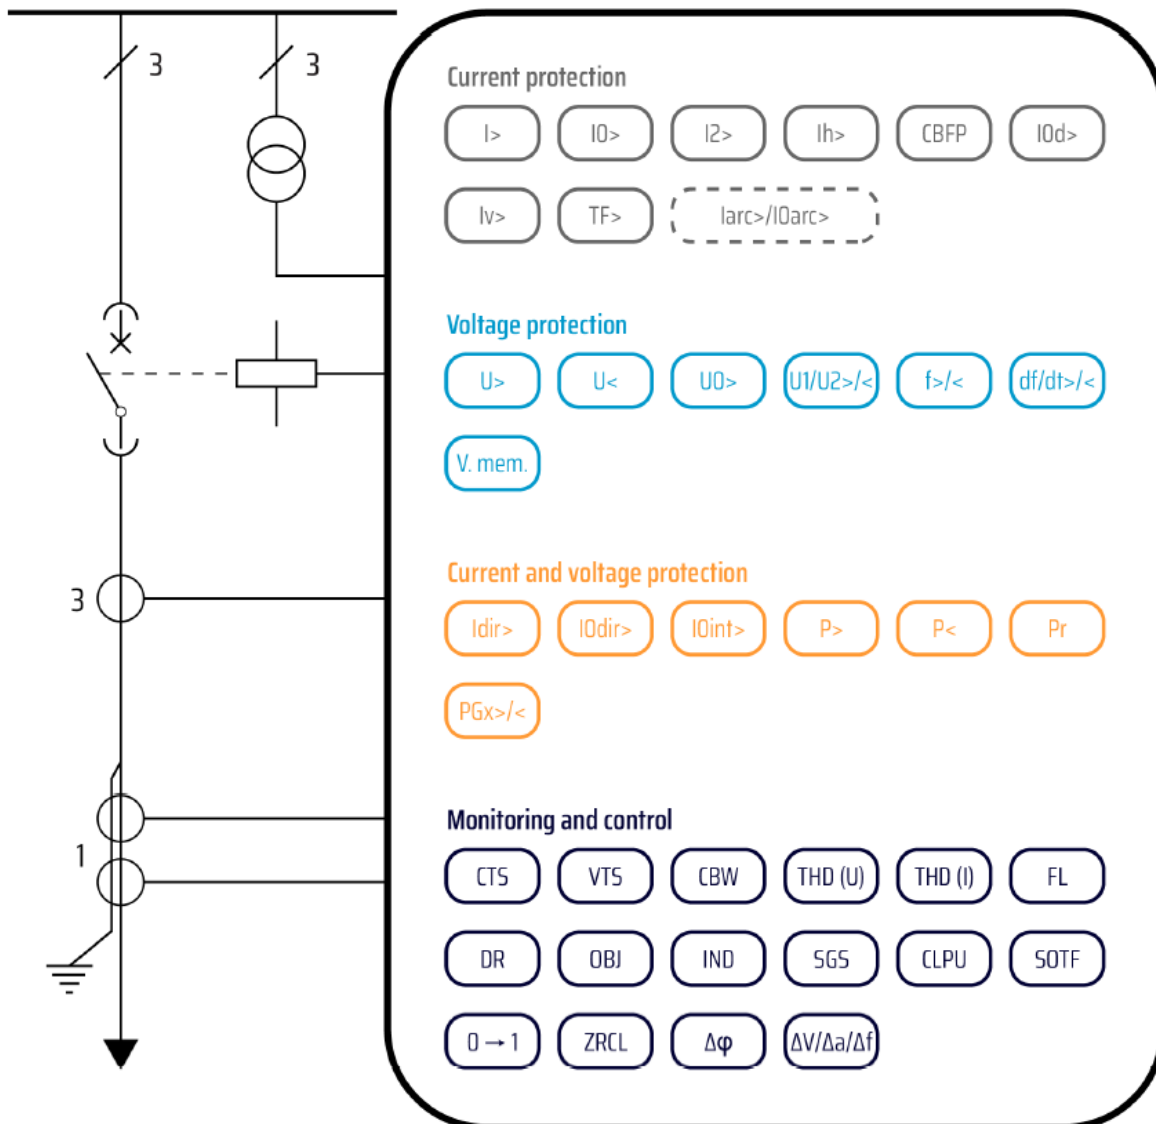 3 3
Current protection
I> I0> I2> Ih> CBFP I0d>
Iv> TF> Iarc>/I0arc>
Voltage protection
U> U< U0> U1/U2>/< f>/< df/dt>/<
V. mem.
Current and voltage protection
3 Idir> I0dir> I0int> P> P< Pr
PGx>/<
Monitoring and control
1 CTS VTS CBW THD (U) THD (I) FL
DR OBJ IND SGS CLPU SOTF
0 → 1 ZRCL Δφ ΔV/Δa/Δf